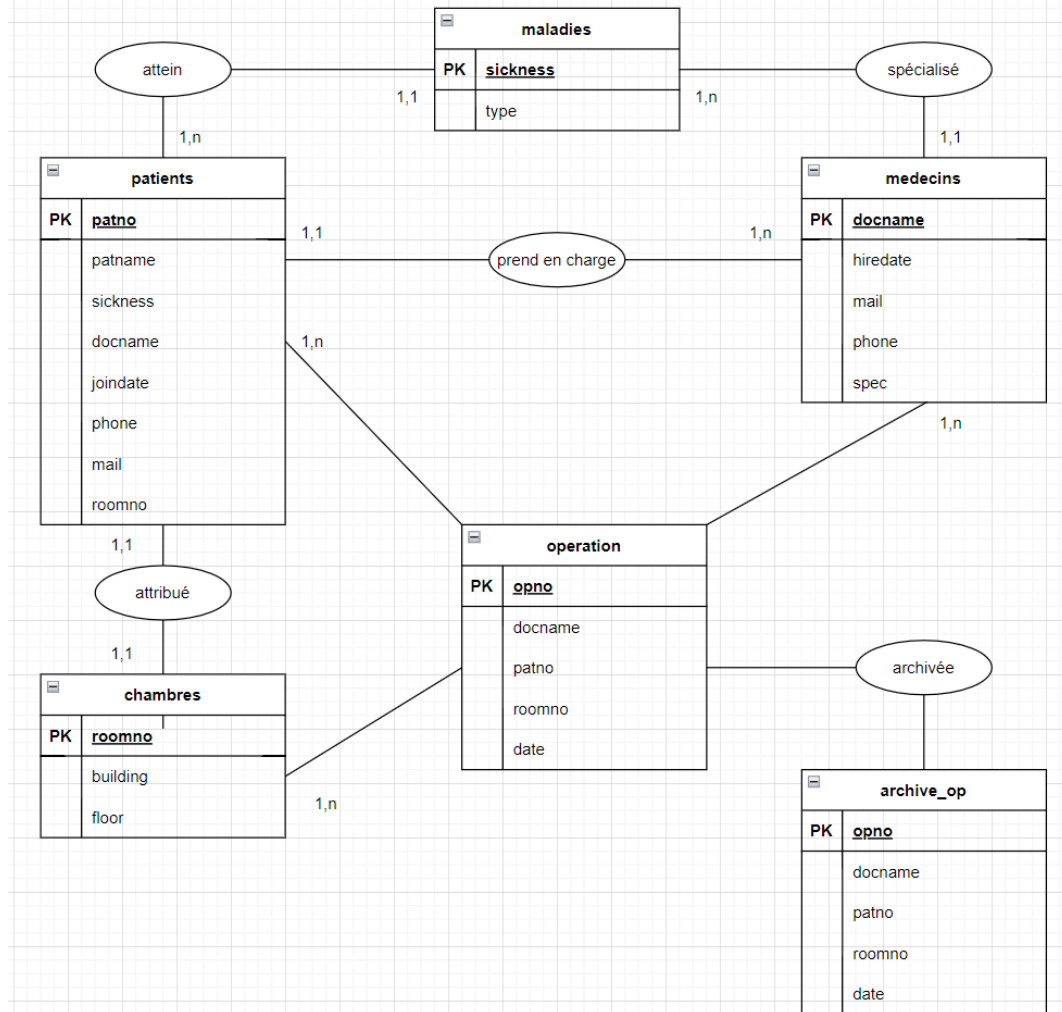 maladies
PK sickness
type
attein
spécialisé
1,1
1,n
1,n
1,1
patients
PK patno
patname
sickness
docname
joindate
phone
mail
roomno
medecins
PK docname
hiredate
mail
phone
spec
1,1
prend en charge
1,n
1,n
1,n
operation
PK opno
docname
patno
roomno
date
1,1
attribué
1,1
chambres
PK roomno
building
floor
1,n
archivée
archive_op
PK opno
docname
patno
roomno
date